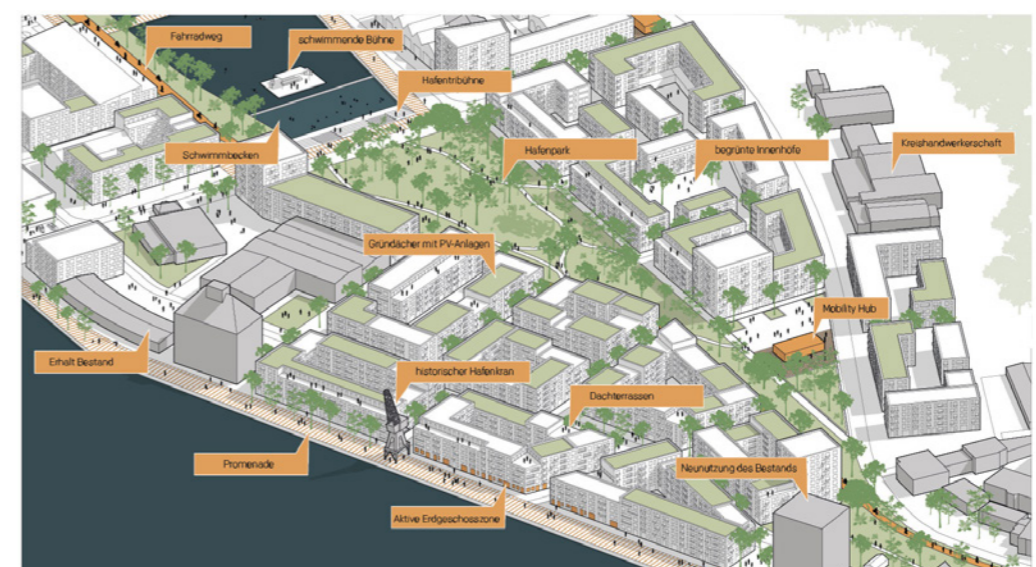 Fahrradweg
schwimmende Bühne
Hafentribühne
Schwimmbecken
Hafenpark
begrünte Innenhöfe
Kreishandwerkerschaft
Gründächer mit PV-Anlagen
Mobility Hub
Erhalt Bestand
historischer Hafenkran
Dachterrassen
Promenade
Neunutzung des Bestands
Aktive Erdgeschosszone